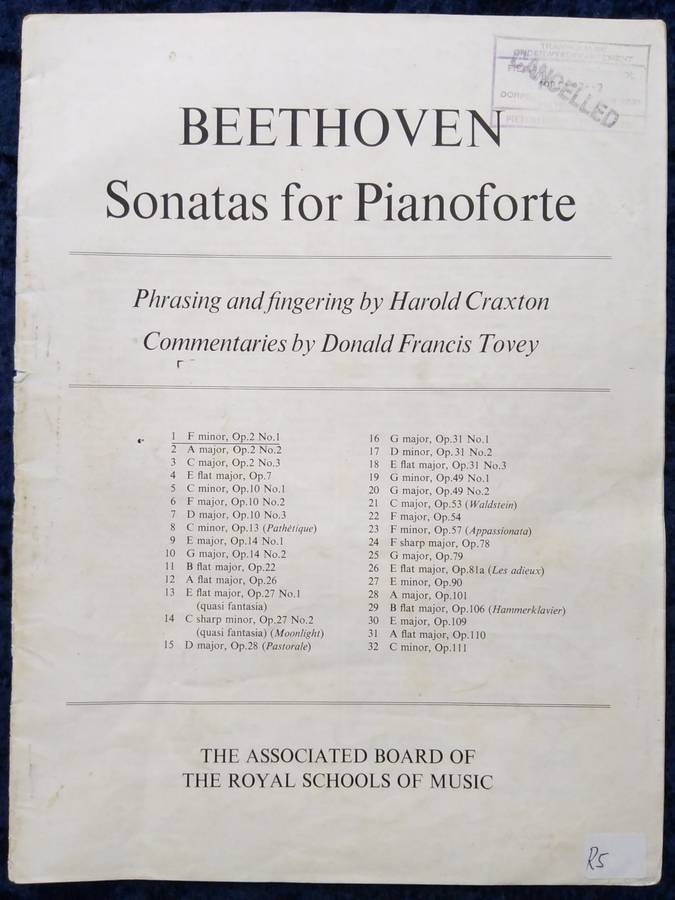 CANCELLED
BEETHOVEN
Sonatas for Pianoforte
Phrasing and fingering by Harold Craxton
Commentaries by Donald Francis Tovey
1 F minor, Op.2 No.1
2 A major, Op.2 No.2
3 C major, Op.2 No.3
4 E flat major, Op.7
5 C minor, Op.10 No.1
6 F major, Op.10 No.2
7 D major, Op.10 No.3
8 C minor, Op.13 (Pathétique)
9 E major, Op.14 No.1
10 G major, Op.14 No.2
11 B flat major, Op.22
12 A flat major, Op.26
13 E flat major, Op.27 No.1
(quasi fantasia)
14 C sharp minor, Op.27 No.2
(quasi fantasia) (Moonlight)
15 D major, Op.28 (Pastorale)
16 G major, Op.31 No.1
17 D minor, Op.31 No.2
18 E flat major, Op.31 No.3
19 G minor, Op.49 No.1
20 G major, Op.49 No.2
21 C major, Op.53 (Waldstein)
22 F major, Op.54
23 F minor, Op.57 (Appassionata)
24 F sharp major, Op.78
25 G major, Op.79
26 E flat major, Op.81a (Les adieux)
27 E minor, Op.90
28 A major, Op.101
29 B flat major, Op.106 (Hammerklavier)
30 E major, Op.109
31 A flat major, Op.110
32 C minor, Op.111
THE ASSOCIATED BOARD OF
THE ROYAL SCHOOLS OF MUSIC
R5